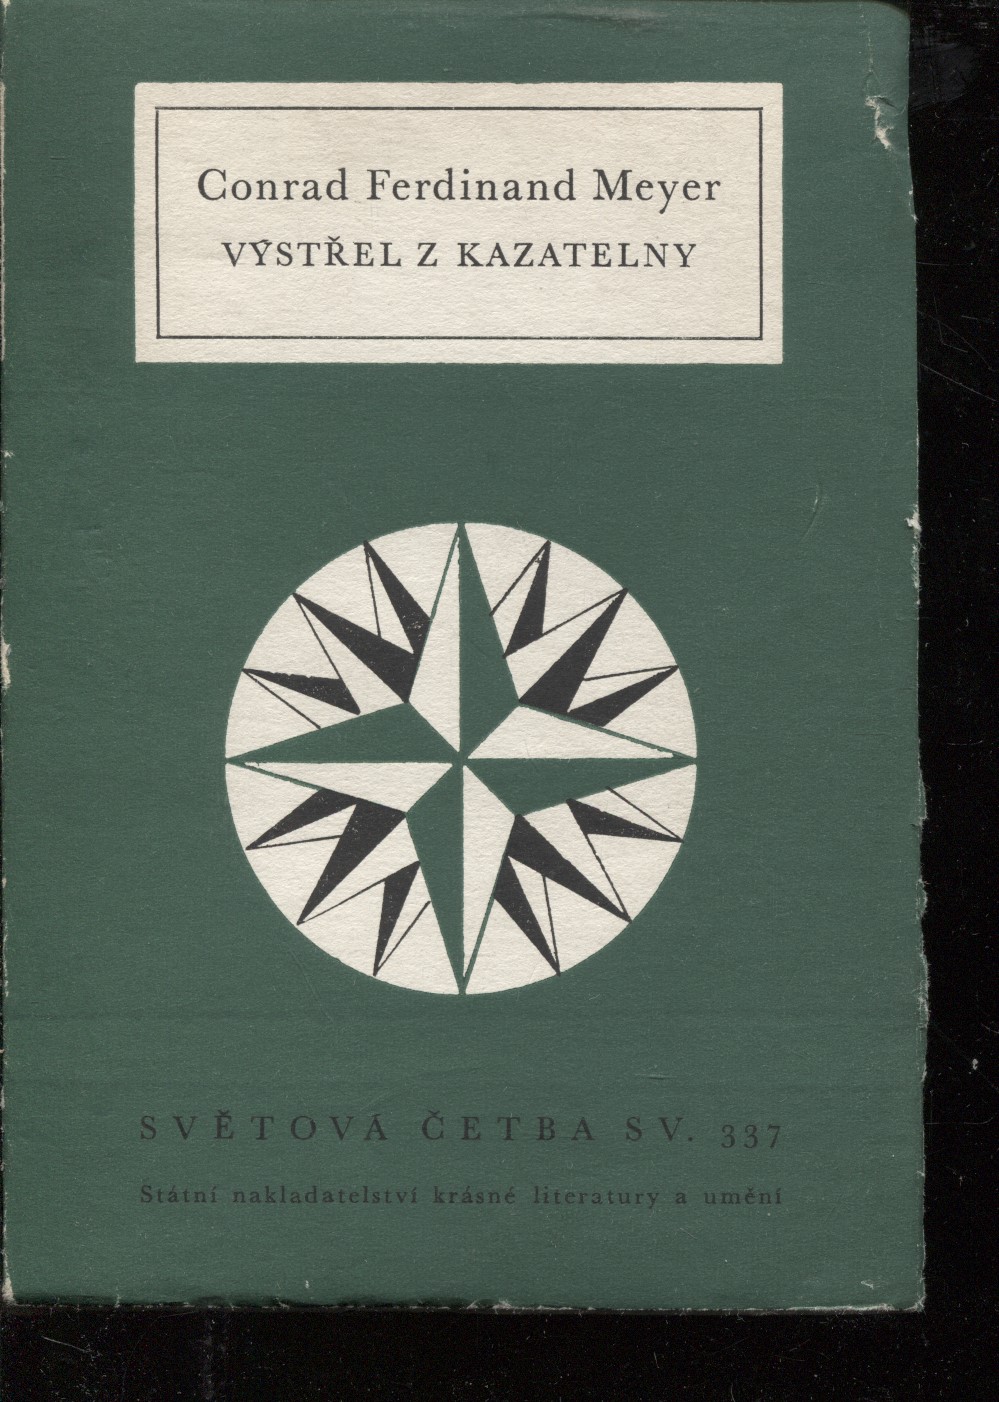 Conrad Ferdinand Meyer
VÝSTŘEL Z KAZATELNY
SVĚTOVÁ ČETBA SV. 337
Státní nakladatelství krásné literatury a umění